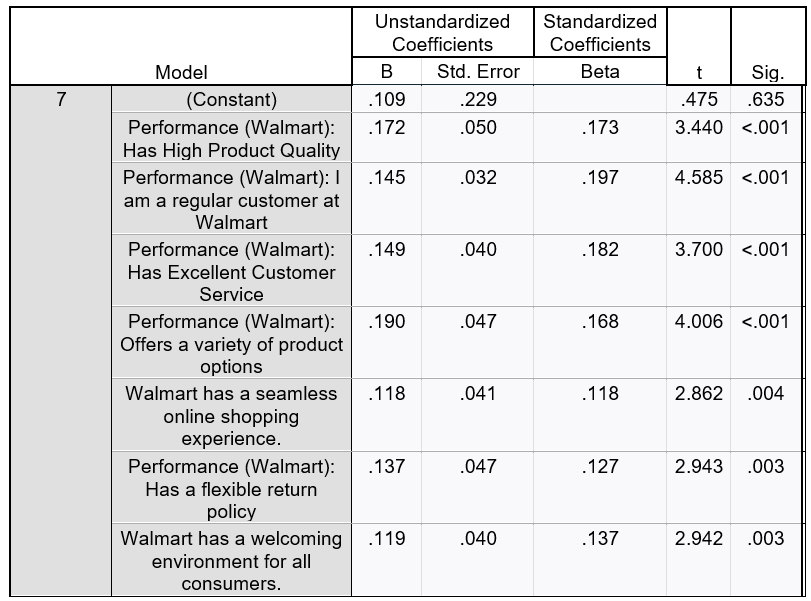 Unstandardized Coefficients Standardized Coefficients
Model B Std. Error Beta t Sig.
7 (Constant) .109 .229 .475 .635
Performance (Walmart): .172 .050 .173 3.440 <.001
Has High Product Quality
Performance (Walmart): I .145 .032 .197 4.585 <.001
am a regular customer at
Walmart
Performance (Walmart): .149 .040 .182 3.700 <.001
Has Excellent Customer
Service
Performance (Walmart): .190 .047 .168 4.006 <.001
Offers a variety of product
options
Walmart has a seamless .118 .041 .118 2.862 .004
online shopping
experience.
Performance (Walmart): .137 .047 .127 2.943 .003
Has a flexible return
policy
Walmart has a welcoming .119 .040 .137 2.942 .003
environment for all
consumers.